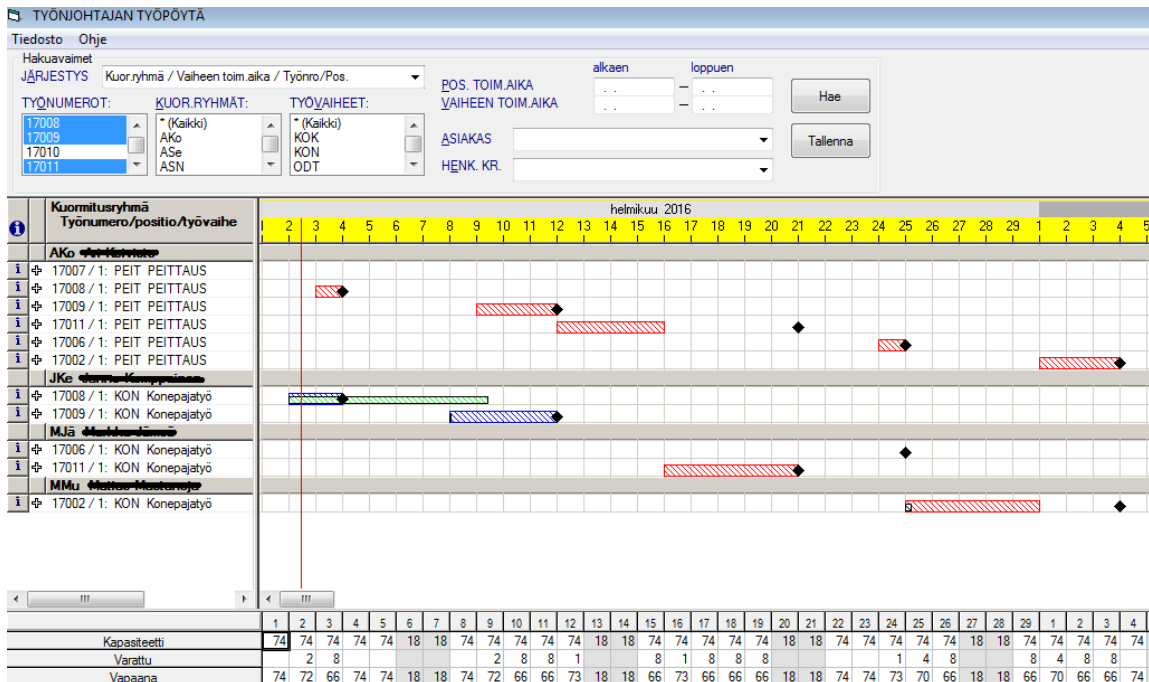 TYÖNJOHTAJAN TYÖPÖYTÄ
Tiedosto Ohje
Hakuavaimet
JÄRJESTYS Kuor.ryhmä / Vaiheen toim.aika / Työnro/Pos.
alkaen loppuen
POS. TOIM.AIKA . . – . .
VAIHEEN TOIM.AIKA . . – . .
Hae
TYÖNUMEROT: KUOR.RYHMÄT: TYÖVAIHEET:
17008 * (Kaikki) * (Kaikki)
17009 AKo KOK
17010 ASe KON
17011 ASN ODT
ASIAKAS
Tallenna
HENK. KR.
Kuormitusryhmä
Työnumero/positio/työvaihe
helmikuu 2016
2 3 4 5 6 7 8 9 10 11 12 13 14 15 16 17 18 19 20 21 22 23 24 25 26 27 28 29 1 2 3 4 5
AKo
17007 / 1: PEIT PEITTAUS
17008 / 1: PEIT PEITTAUS
17009 / 1: PEIT PEITTAUS
17011 / 1: PEIT PEITTAUS
17006 / 1: PEIT PEITTAUS
17002 / 1: PEIT PEITTAUS
JKe
17008 / 1: KON Konepajatyö
17009 / 1: KON Konepajatyö
MJä
17006 / 1: KON Konepajatyö
17011 / 1: KON Konepajatyö
MMu
17002 / 1: KON Konepajatyö
1 2 3 4 5 6 7 8 9 10 11 12 13 14 15 16 17 18 19 20 21 22 23 24 25 26 27 28 29 1 2 3 4
Kapasiteetti 74 74 74 74 74 18 18 74 74 74 74 74 18 18 74 74 74 74 74 18 18 74 74 74 74 74 18 18 74 74 74 74 74
Varattu 2 8 2 8 8 1 8 1 8 8 8 1 4 8 8 4 8 8
Vapaana 74 72 66 74 74 18 18 74 72 66 66 73 18 18 66 73 66 66 66 18 18 74 74 73 70 66 18 18 66 70 66 66 74